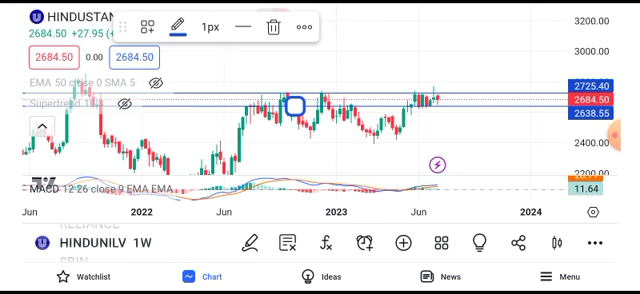 HINDUSTAN
1px
3200.00
2684.50 +27.95 (+
3000.00
2684.50 0.00 2684.50
2725.40
EMA 50 close 0 SMA 5
2684.50
Supertrend 10
2638.55
2400.00
2200.00
MACD 12 26 close 9 EMA EMA
11.64
Jun 2022 Jun 2023 Jun 2024
RELIANCE
HINDUNILV 1W
SBIN
Watchlist Chart Ideas News Menu